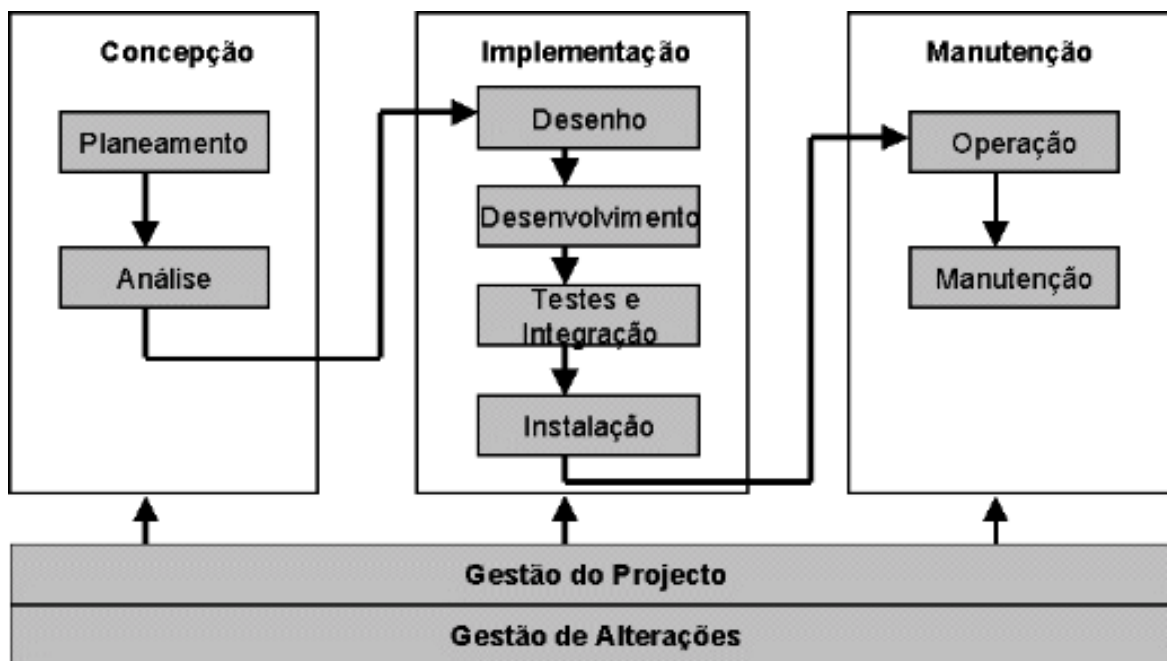 Concepção
Planeamento
Análise
Implementação
Desenho
Desenvolvimento
Testes e
Integração
Instalação
Manutenção
Operação
Manutenção
Gestão do Projecto
Gestão de Alterações